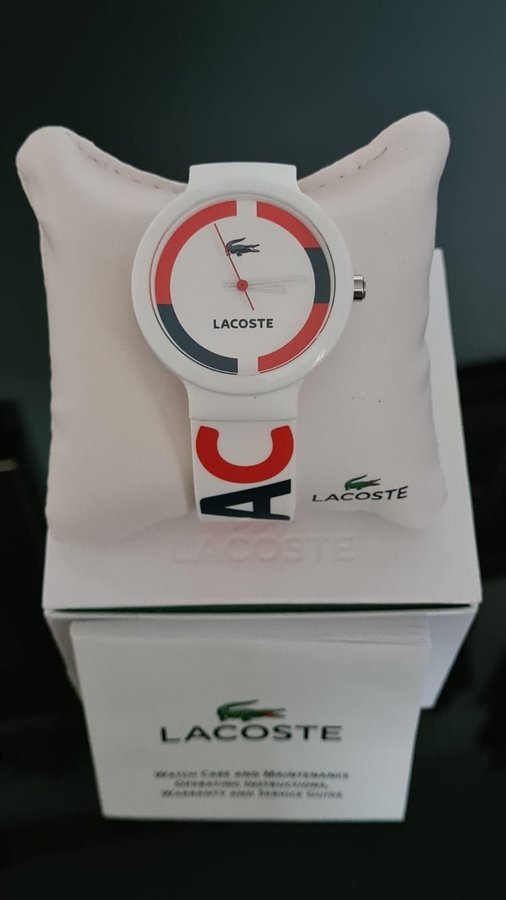 LACOSTE
AC
LACOSTE
LACOSTE
LACOSTE
WATCH CARE AND MAINTENANCE
OPERATING INSTRUCTIONS,
WARRANTY AND SERVICE GUIDE